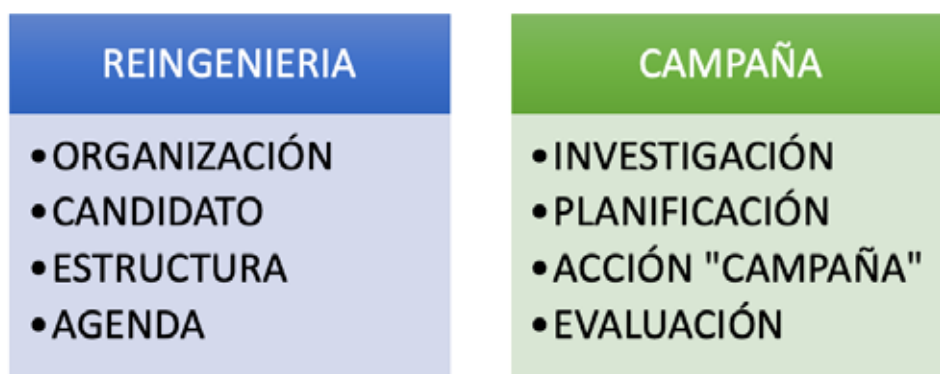 REINGENIERIA
• ORGANIZACIÓN
• CANDIDATO
• ESTRUCTURA
• AGENDA
CAMPAÑA
• INVESTIGACIÓN
• PLANIFICACIÓN
• ACCIÓN "CAMPAÑA"
• EVALUACIÓN